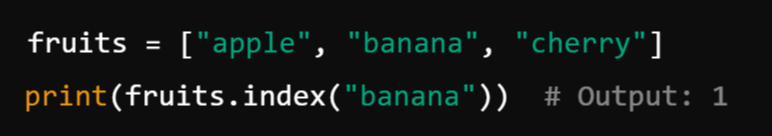 fruits = ["apple", "banana", "cherry"]
print(fruits.index("banana"))  # Output: 1